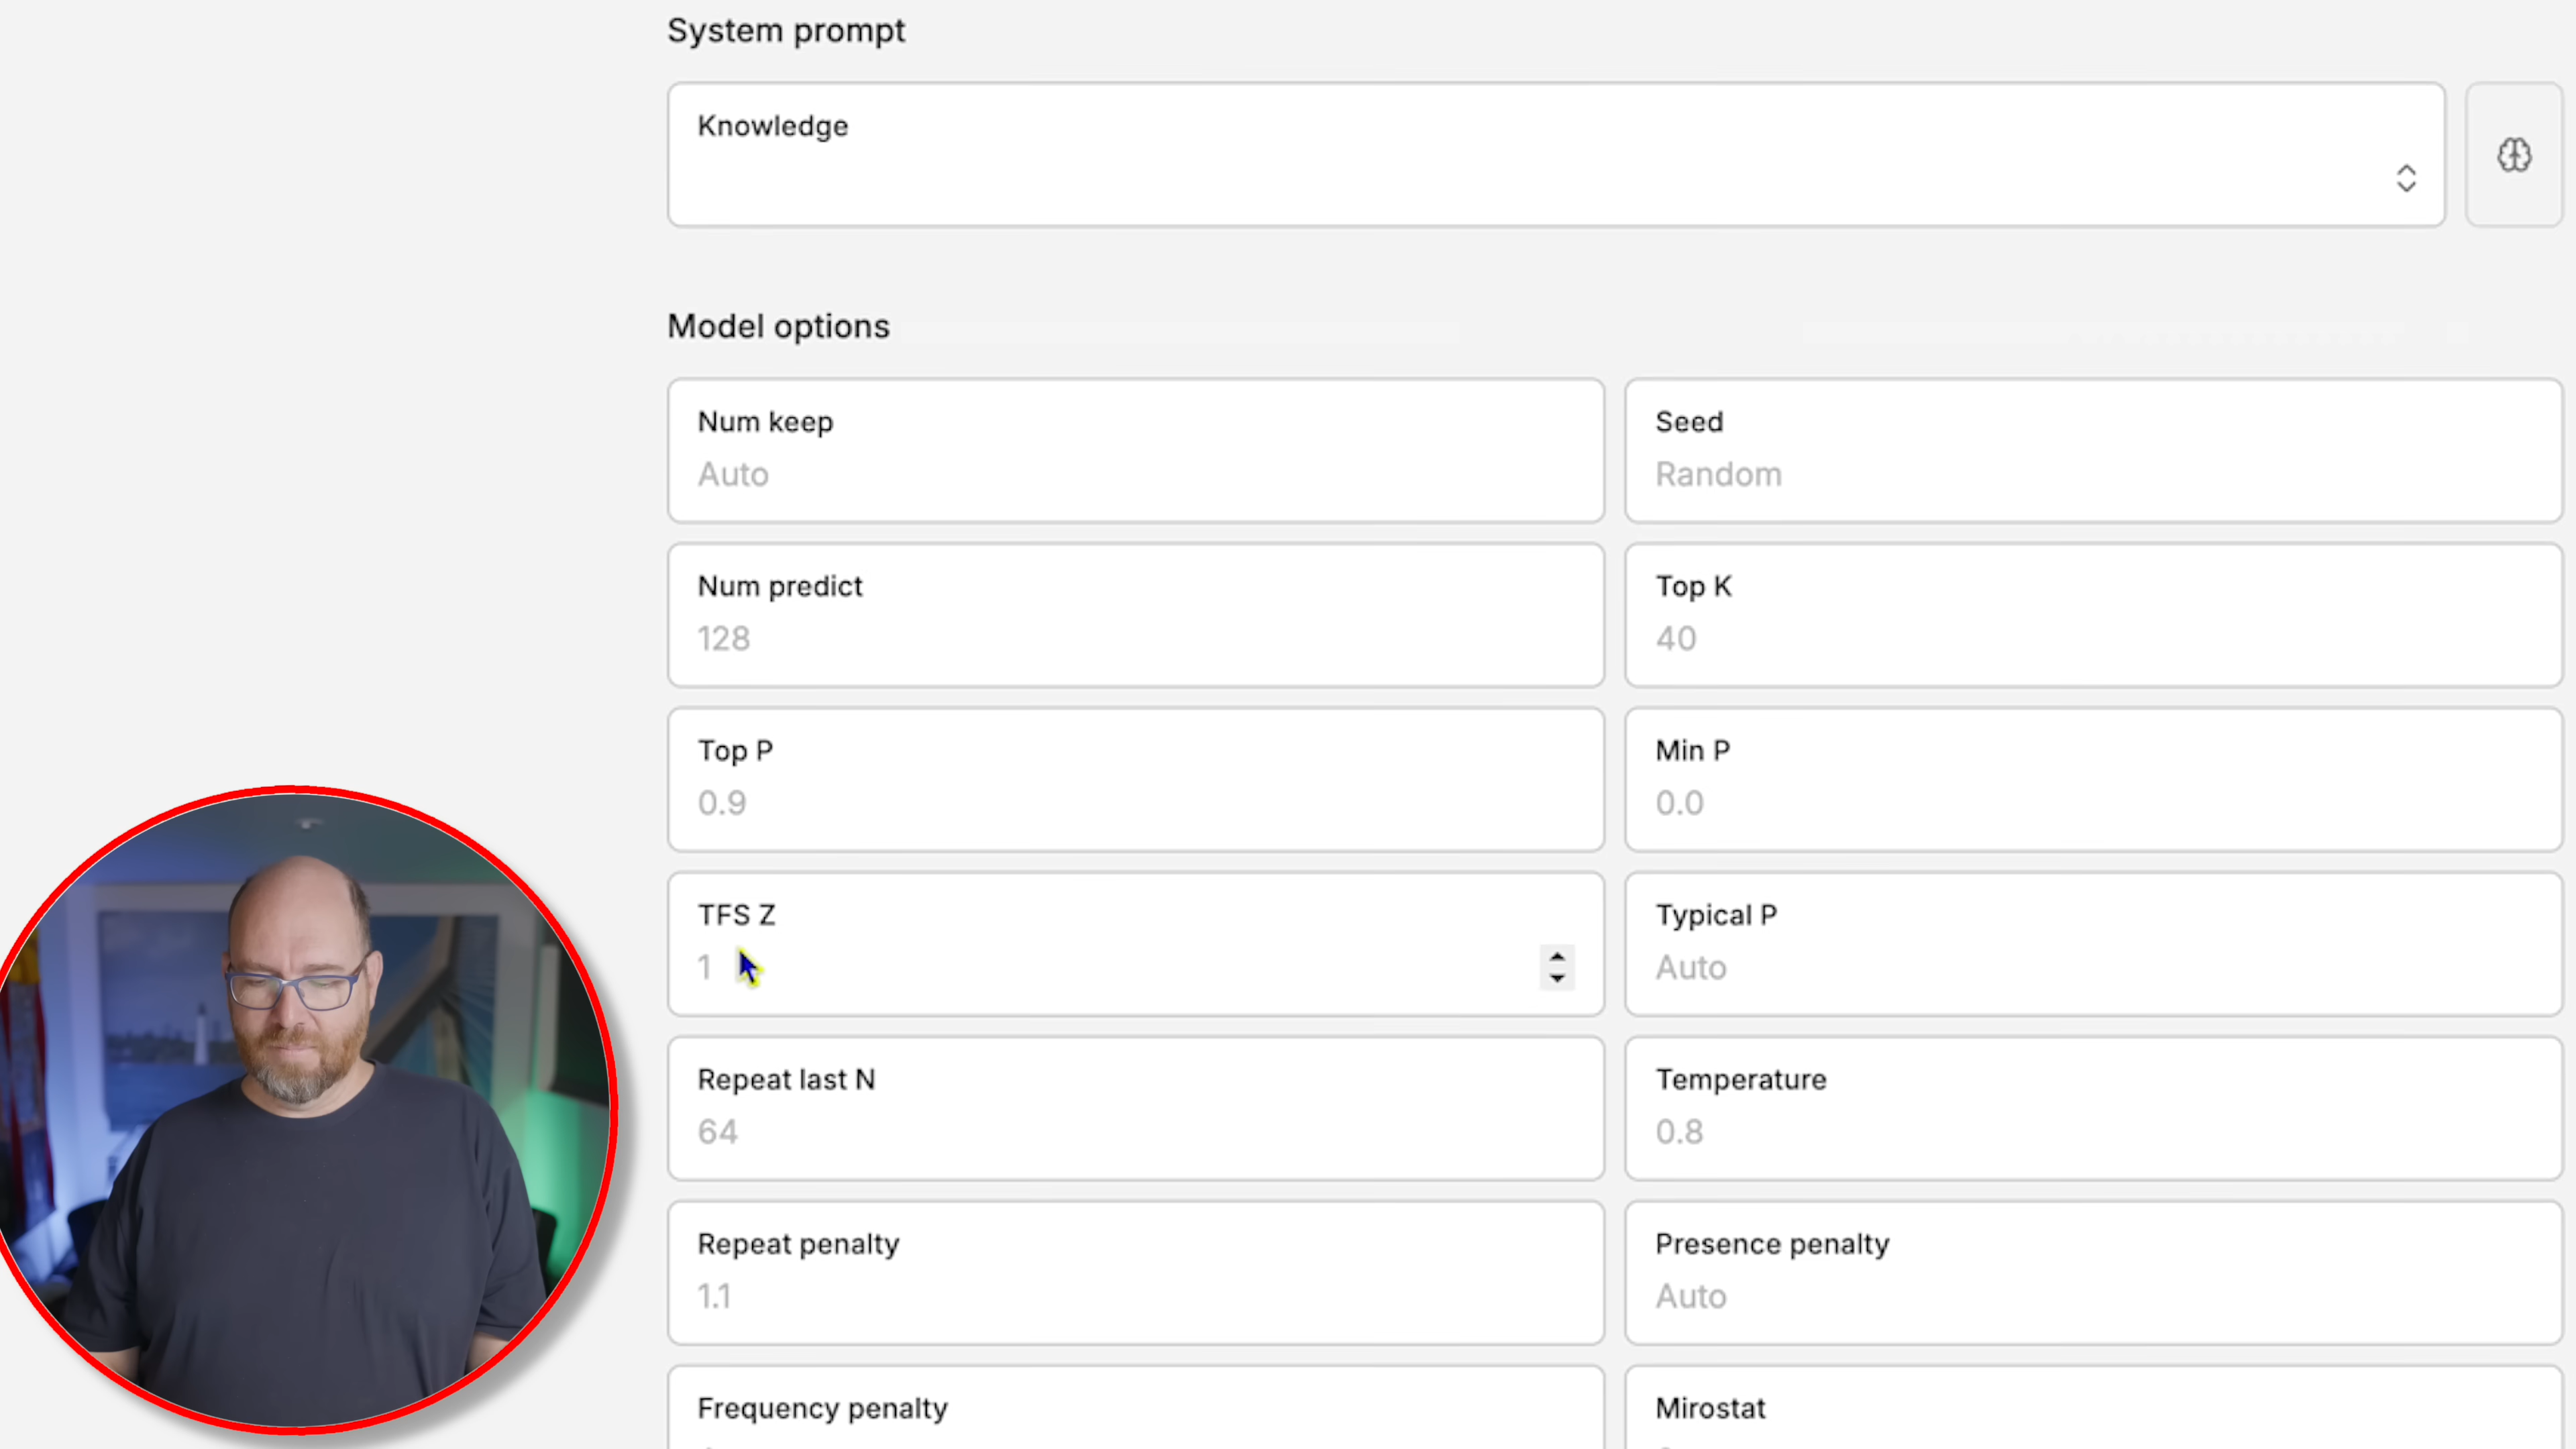 System prompt
Knowledge
Model options
Num keep
Auto
Seed
Random
Num predict
128
Top K
40
Top P
0.9
Min P
0.0
TFS Z
1
Typical P
Auto
Repeat last N
64
Temperature
0.8
Repeat penalty
1.1
Presence penalty
Auto
Frequency penalty
Mirostat